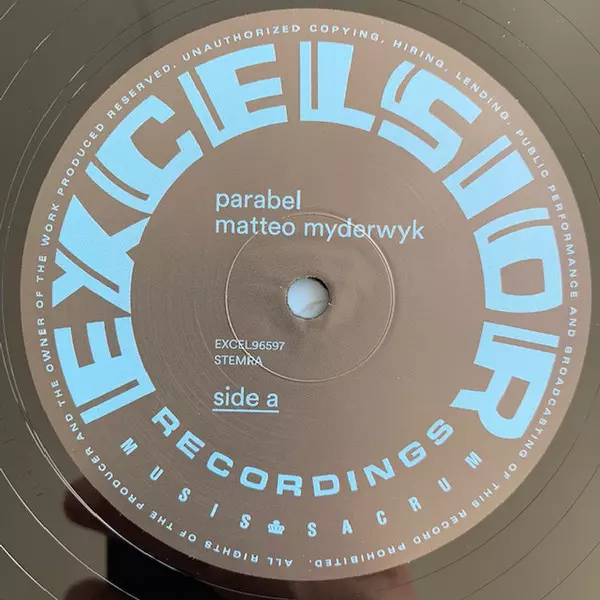 ALL RIGHTS OF THE PRODUCER AND THE OWNER OF THE WORK PRODUCED RESERVED. UNAUTHORIZED COPYING, HIRING, LENDING, PUBLIC PERFORMANCE AND BROADCASTING OF THIS RECORD PROHIBITED.
EXCELSIOR
parabel
matteo myderwyk
EXCEL96597
STEMRA
side a
RECORDINGS
MUSIS SACRUM